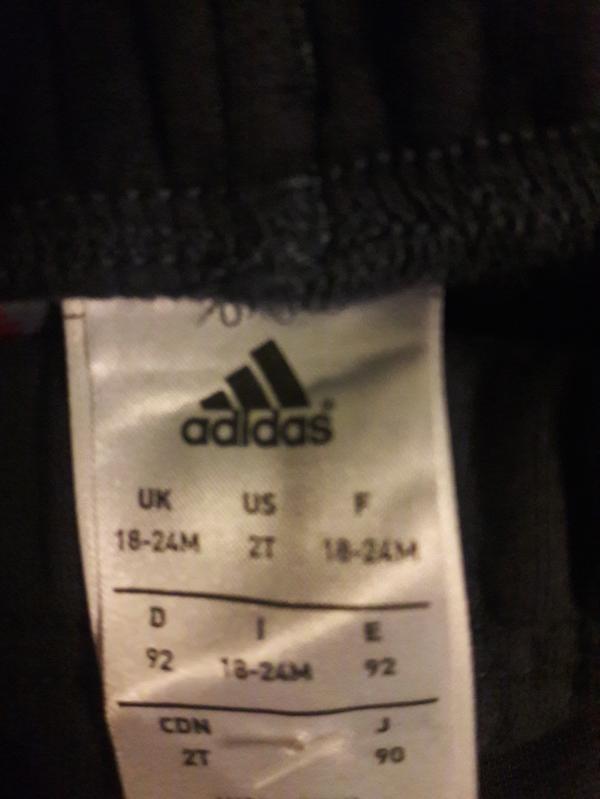 adidas®
UK US F
18-24M 2T 18-24M
D I E
92 18-24M 92
CDN J
2T 90